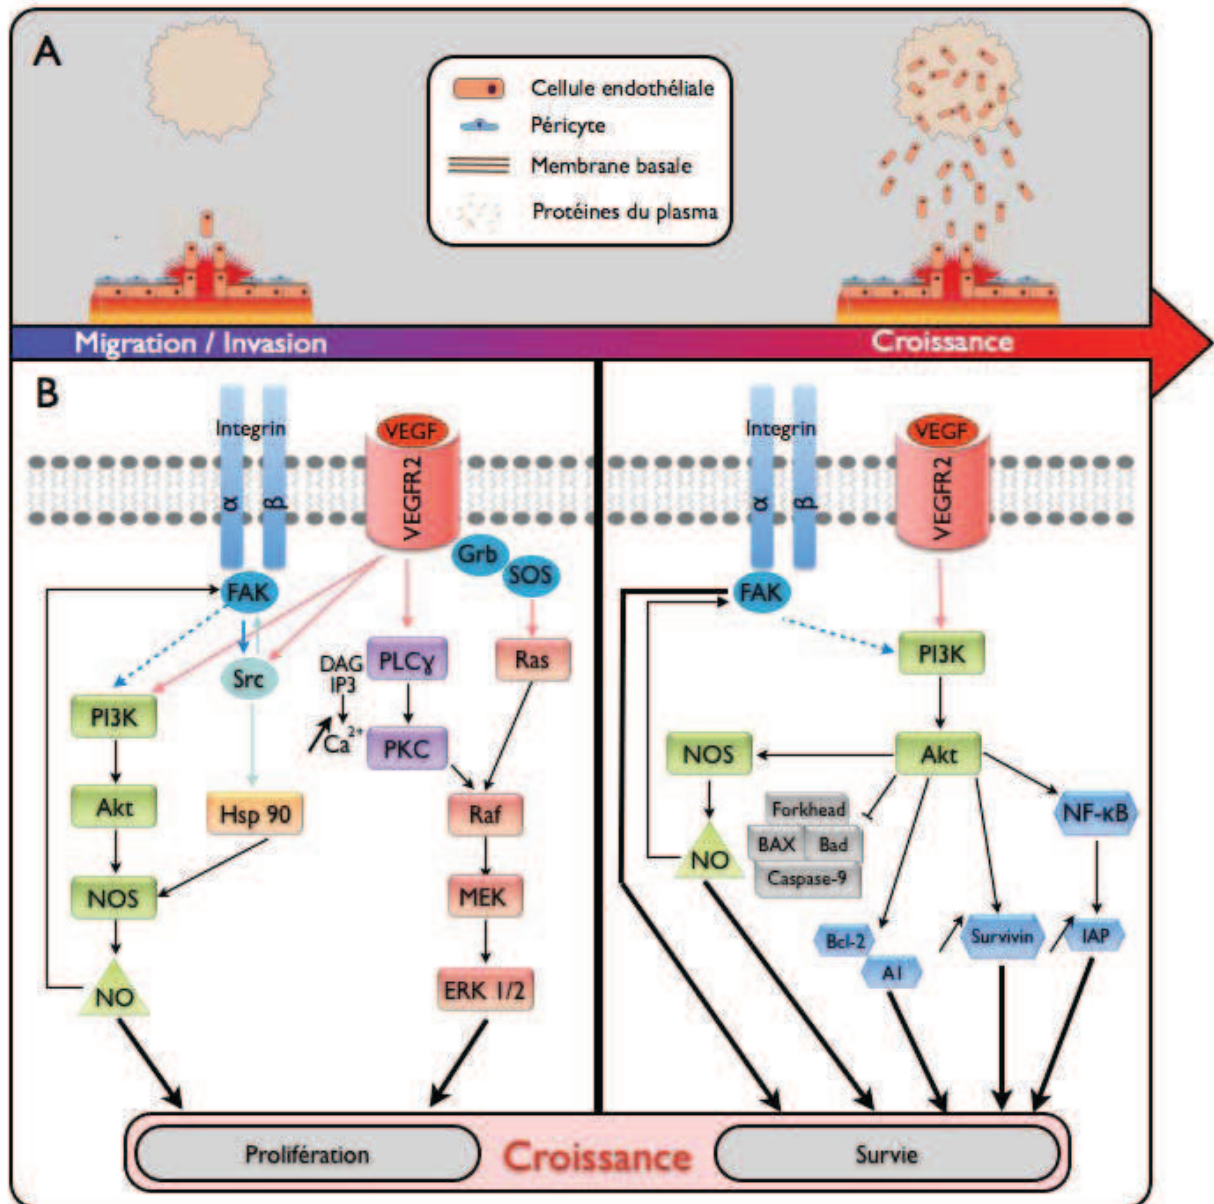 A
Cellule endothéliale
Péricyte
Membrane basale
Protéines du plasma
Migration / Invasion
Croissance
B
Integrin
α
β
VEGF
VEGFR2
Grb
SOS
FAK
Src
PLCɣ
Ras
DAG
IP3
Ca2+
PI3K
PKC
Akt
Hsp 90
Raf
NOS
MEK
NO
ERK 1/2
Integrin
α
β
VEGF
VEGFR2
FAK
PI3K
NOS
Akt
Forkhead
BAX
Bad
Caspase-9
NF-κB
NO
Bcl-2
A1
Survivin
IAP
Prolifération
Croissance
Survie